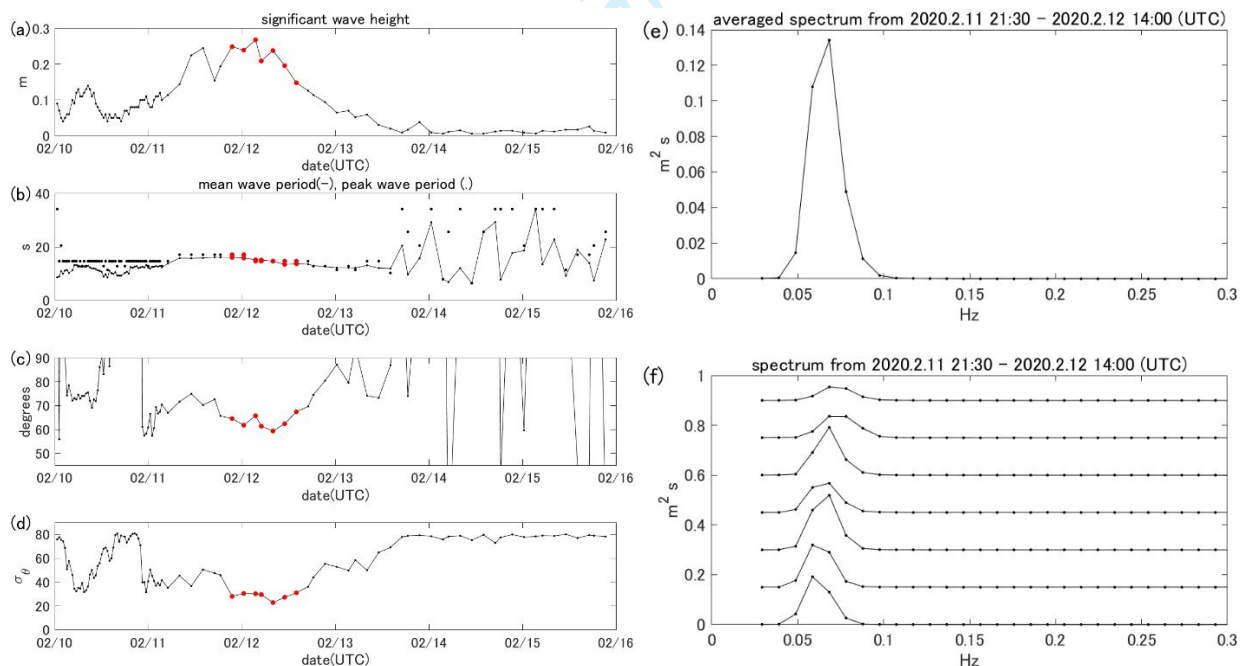 (a)
significant wave height
0.3
0.2
0.1
0
m
02/10 02/11 02/12 02/13 02/14 02/15 02/16
date(UTC)
(b)
mean wave period(-), peak wave period (.)
40
20
0
s
02/10 02/11 02/12 02/13 02/14 02/15 02/16
date(UTC)
(c)
90
80
70
60
50
degrees
02/10 02/11 02/12 02/13 02/14 02/15 02/16
date(UTC)
(d)
80
60
40
20
0
σθ
02/10 02/11 02/12 02/13 02/14 02/15 02/16
date(UTC)
(e)
averaged spectrum from 2020.2.11 21:30 - 2020.2.12 14:00 (UTC)
0.14
0.12
0.1
0.08
0.06
0.04
0.02
0
m² s
0 0.05 0.1 0.15 0.2 0.25 0.3
Hz
(f)
spectrum from 2020.2.11 21:30 - 2020.2.12 14:00 (UTC)
1
0.8
0.6
0.4
0.2
0
m² s
0 0.05 0.1 0.15 0.2 0.25 0.3
Hz